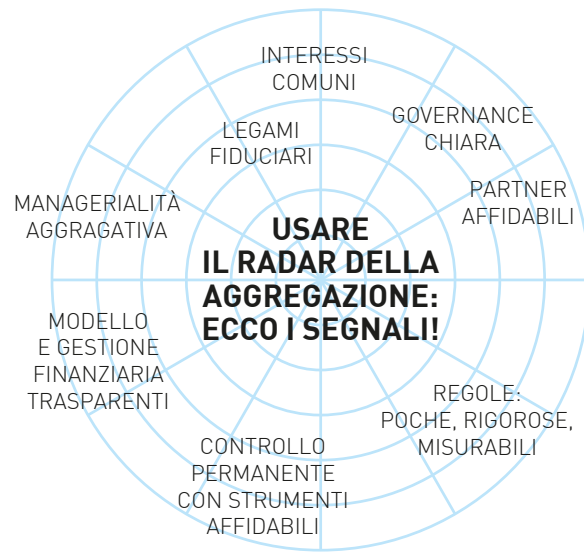 INTERESSI
COMUNI
GOVERNANCE
CHIARA
LEGAMI
FIDUCIARI
PARTNER
AFFIDABILI
MANAGERIALITÀ
AGGRAGATIVA
USARE
IL RADAR DELLA
AGGREGAZIONE:
ECCO I SEGNALI!
MODELLO
E GESTIONE
FINANZIARIA
TRASPARENTI
REGOLE:
POCHE, RIGOROSE,
MISURABILI
CONTROLLO
PERMANENTE
CON STRUMENTI
AFFIDABILI